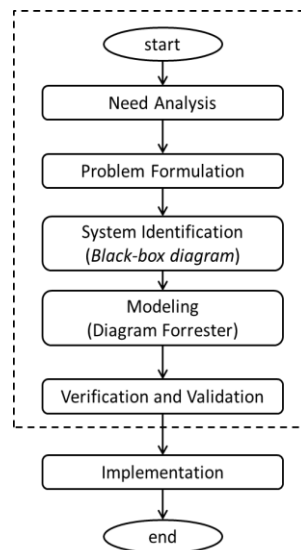 start
Need Analysis
Problem Formulation
System Identification
(Black-box diagram)
Modeling
(Diagram Forrester)
Verification and Validation
Implementation
end